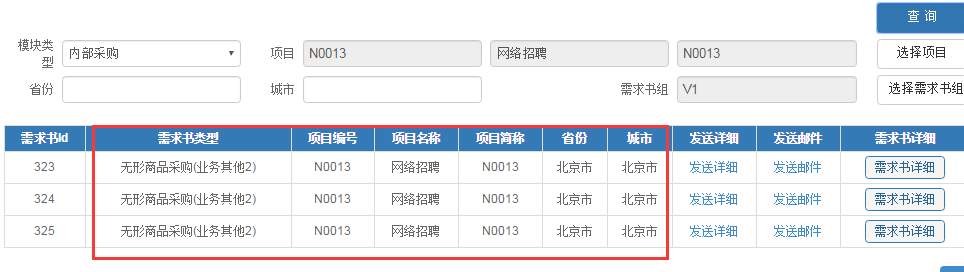 查 询
模块类型 内部采购 项目 N0013 网络招聘 N0013 选择项目
省份 城市 需求书组 V1 选择需求书组
需求书Id 需求书类型 项目编号 项目名称 项目简称 省份 城市 发送详细 发送邮件 需求书详细
323 无形商品采购(业务其他2) N0013 网络招聘 N0013 北京市 北京市 发送详细 发送邮件 需求书详细
324 无形商品采购(业务其他2) N0013 网络招聘 N0013 北京市 北京市 发送详细 发送邮件 需求书详细
325 无形商品采购(业务其他2) N0013 网络招聘 N0013 北京市 北京市 发送详细 发送邮件 需求书详细